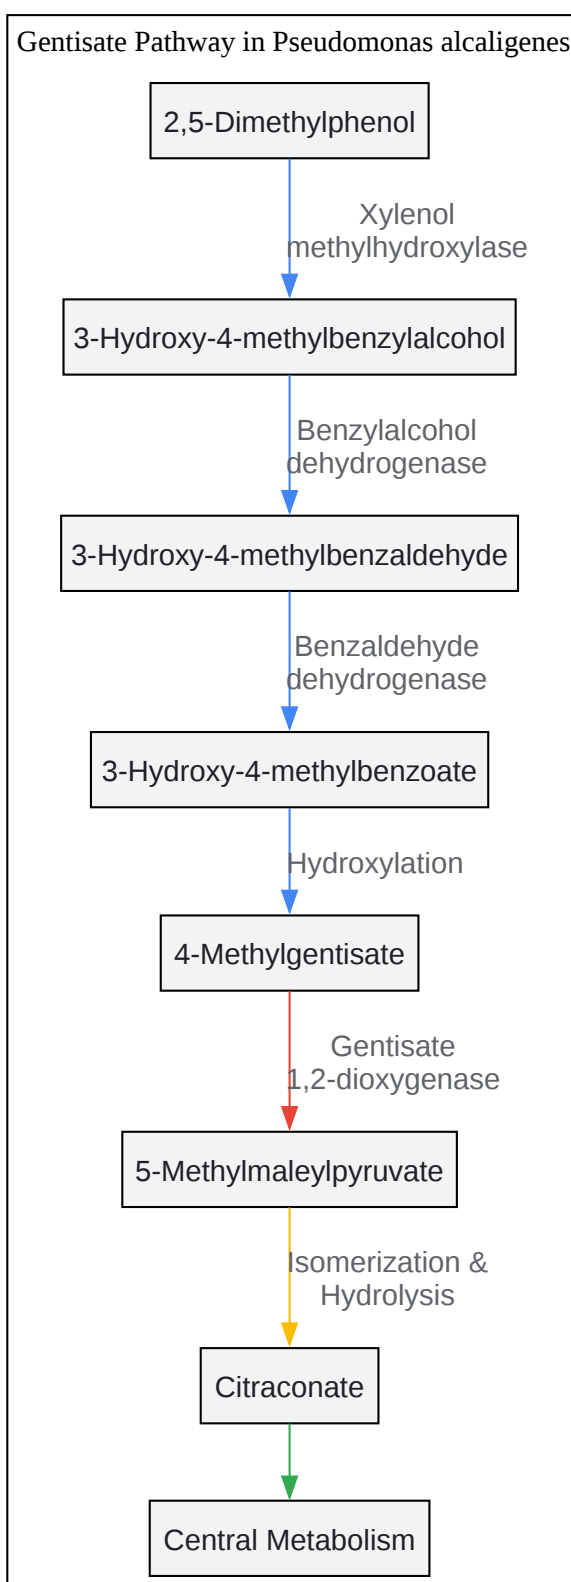 Gentisate Pathway in Pseudomonas alcaligenes
2,5-Dimethylphenol
Xylenol
methylhydroxylase
3-Hydroxy-4-methylbenzylalcohol
Benzylalcohol
dehydrogenase
3-Hydroxy-4-methylbenzaldehyde
Benzaldehyde
dehydrogenase
3-Hydroxy-4-methylbenzoate
Hydroxylation
4-Methylgentisate
Gentisate
1,2-dioxygenase
5-Methylmaleylpyruvate
Isomerization &
Hydrolysis
Citraconate
Central Metabolism